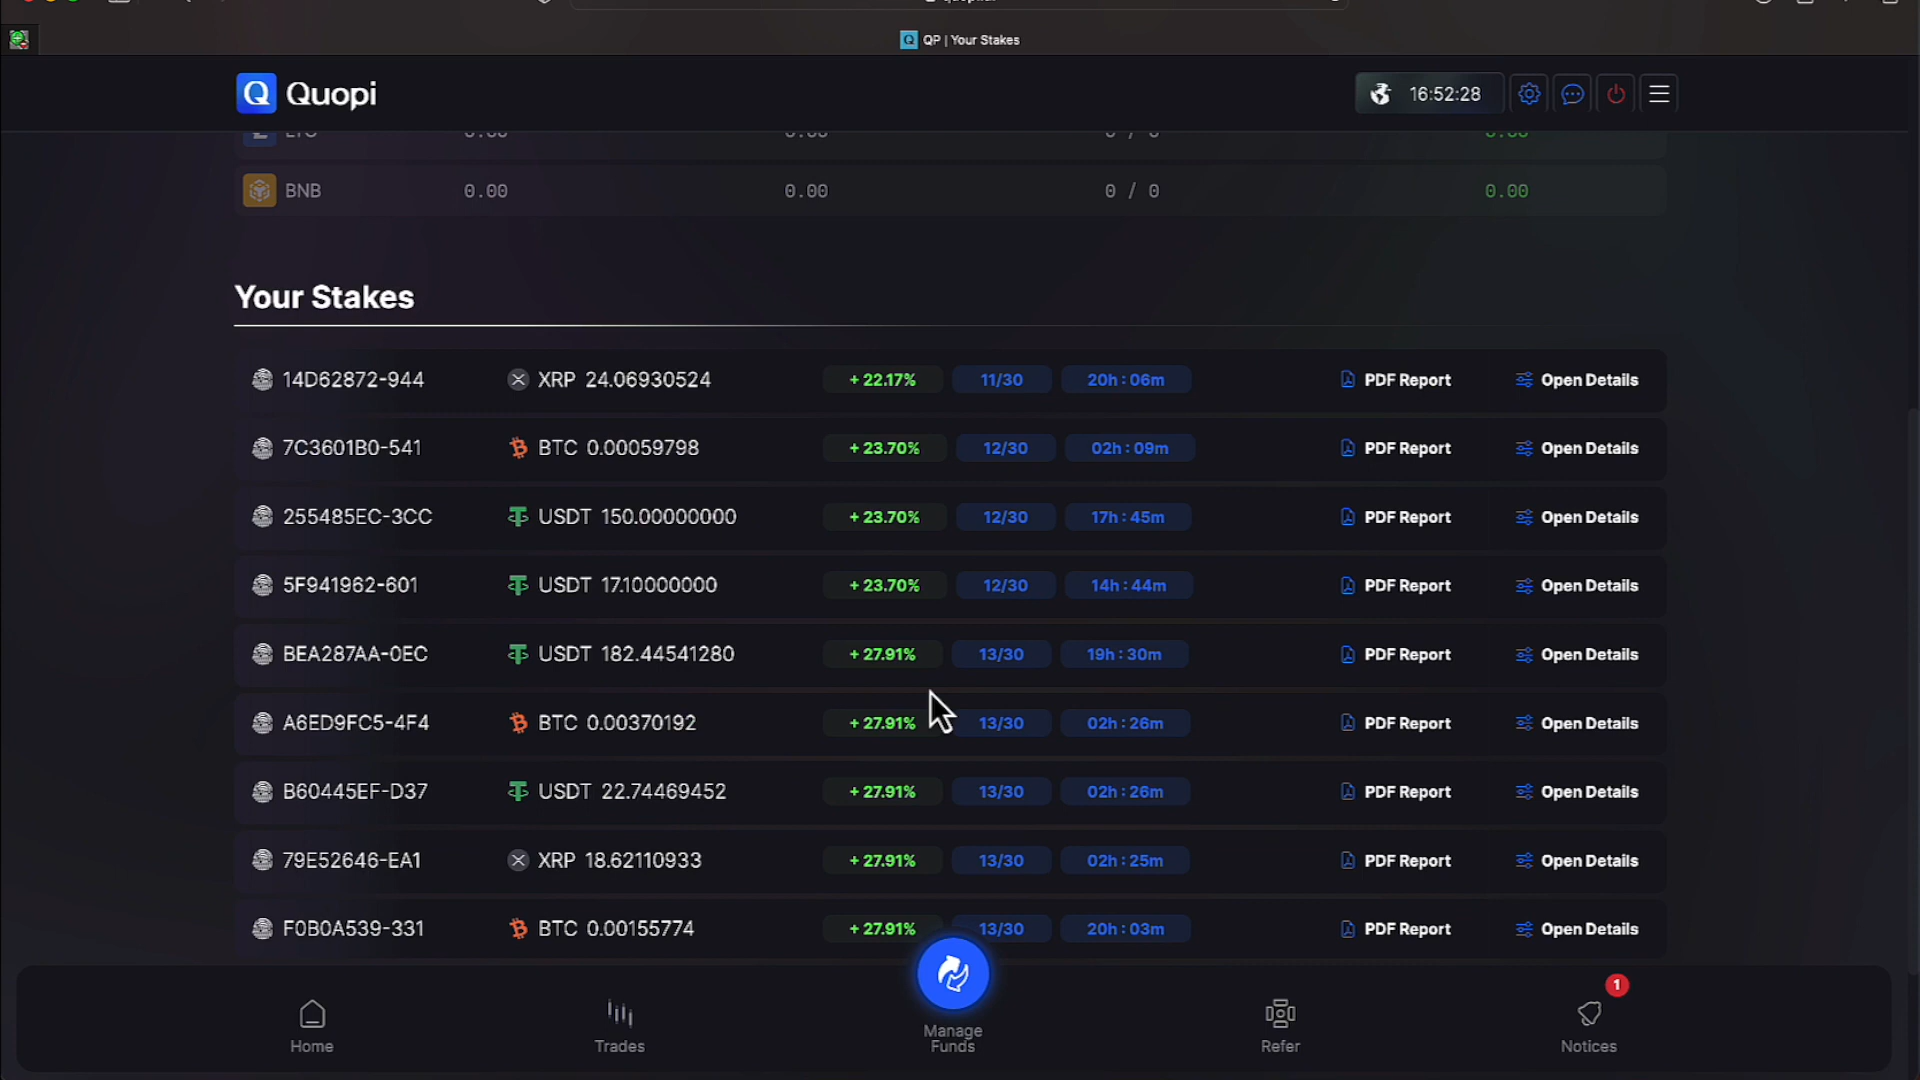 QP | Your Stakes
Quopi
16:52:28
BNB 0.00 0.00 0 / 0 0.00
Your Stakes
14D62872-944 XRP 24.06930524 + 22.17% 11/30 20h : 06m PDF Report Open Details
7C3601B0-541 BTC 0.00059798 + 23.70% 12/30 02h : 09m PDF Report Open Details
255485EC-3CC USDT 150.00000000 + 23.70% 12/30 17h : 45m PDF Report Open Details
5F941962-601 USDT 17.10000000 + 23.70% 12/30 14h : 44m PDF Report Open Details
BEA287AA-0EC USDT 182.44541280 + 27.91% 13/30 19h : 30m PDF Report Open Details
A6ED9FC5-4F4 BTC 0.00370192 + 27.91% 13/30 02h : 26m PDF Report Open Details
B60445EF-D37 USDT 22.74469452 + 27.91% 13/30 02h : 26m PDF Report Open Details
79E52646-EA1 XRP 18.62110933 + 27.91% 13/30 02h : 25m PDF Report Open Details
F0B0A539-331 BTC 0.00155774 + 27.91% 13/30 20h : 03m PDF Report Open Details
1
Home Trades Manage Funds Refer Notices